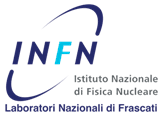 INFN
Istituto Nazionale
di Fisica Nucleare
Laboratori Nazionali di Frascati